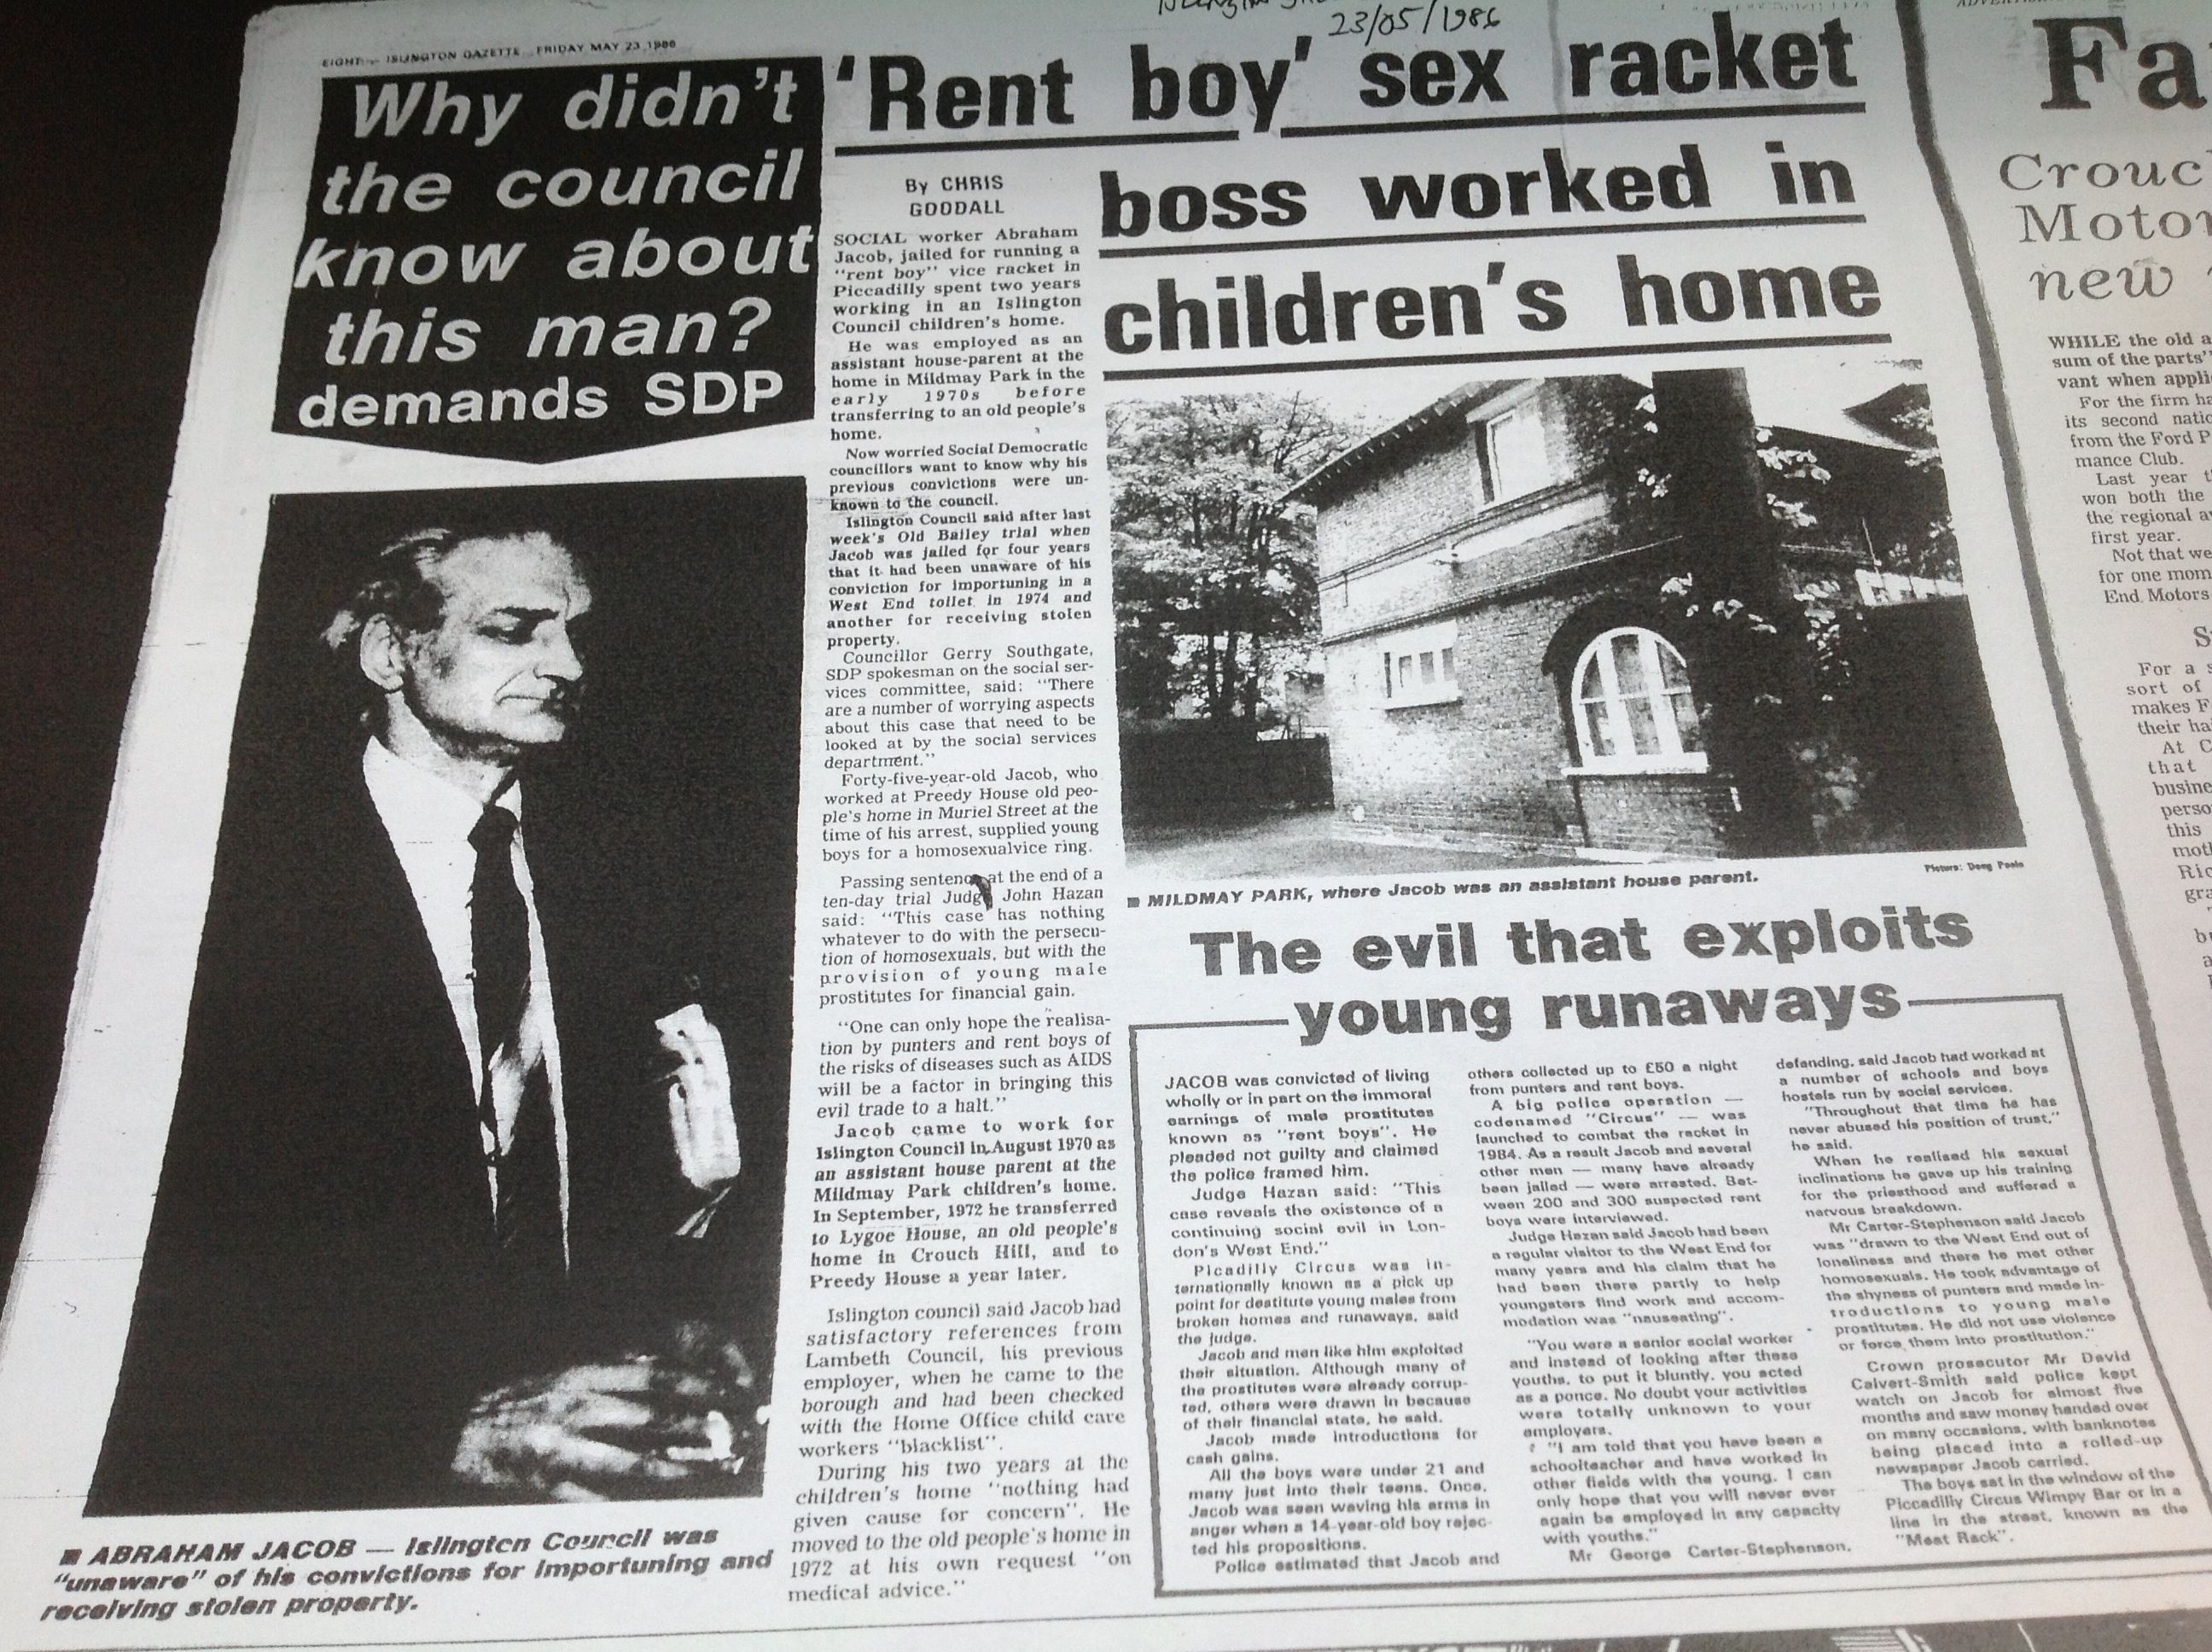 23/05/1986
EIGHT — ISLINGTON GAZETTE FRIDAY MAY 23 1986
Why didn't
the council
know about
this man?
demands SDP
'Rent boy' sex racket
boss worked in
children's home
By CHRIS
GOODALL
SOCIAL worker Abraham
Jacob, jailed for running a
"rent boy" vice racket in
Piccadilly spent two years
working in an Islington
Council children's home.
He was employed as an
assistant house-parent at the
home in Mildmay Park in the
early 1970s before
transferring to an old people's
home.
Now worried Social Democratic
councillors want to know why his
previous convictions were un-
known to the council.
Islington Council said after last
week's Old Bailey trial when
Jacob was jailed for four years
that it had been unaware of his
conviction for importuning in a
West End toilet in 1974 and
another for receiving stolen
property.
Councillor Gerry Southgate,
SDP spokesman on the social ser-
vices committee, said: "There
are a number of worrying aspects
about this case that need to be
looked at by the social services
department."
Forty-five-year-old Jacob, who
worked at Preedy House old peo-
ple's home in Muriel Street at the
time of his arrest, supplied young
boys for a homosexualvice ring.
Passing sentence at the end of a
ten-day trial Judge John Hazan
said: "This case has nothing
whatever to do with the persecu-
tion of homosexuals, but with the
provision of young male
prostitutes for financial gain.
"One can only hope the realisa-
tion by punters and rent boys of
the risks of diseases such as AIDS
will be a factor in bringing this
evil trade to a halt."
Jacob came to work for
Islington Council in August 1970 as
an assistant house parent at the
Mildmay Park children's home.
In September, 1972 he transferred
to Lygoe House, an old people's
home in Crouch Hill, and to
Preedy House a year later.
Islington council said Jacob had
satisfactory references from
Lambeth Council, his previous
employer, when he came to the
borough and had been checked
with the Home Office child care
workers "blacklist".
During his two years at the
children's home "nothing had
given cause for concern". He
moved to the old people's home in
1972 at his own request "on
medical advice."
ABRAHAM JACOB — Islington Council was
"unaware" of his convictions for importuning and
receiving stolen property.
Picture: Doug Poole
MILDMAY PARK, where Jacob was an assistant house parent.
The evil that exploits
young runaways
JACOB was convicted of living
wholly or in part on the immoral
earnings of male prostitutes
known as "rent boys". He
pleaded not guilty and claimed
the police framed him.
Judge Hazan said: "This
case reveals the existence of a
continuing social evil in Lon-
don's West End."
Picadilly Circus was in-
ternationally known as a pick up
point for destitute young males from
broken homes and runaways, said
the judge.
Jacob and men like him exploited
their situation. Although many of
the prostitutes were already corrup-
ted, others were drawn in because
of their financial state, he said.
Jacob made introductions for
cash gains.
All the boys were under 21 and
many just into their teens. Once,
Jacob was seen waving his arms in
anger when a 14-year-old boy rejec-
ted his propositions.
Police estimated that Jacob and
others collected up to £50 a night
from punters and rent boys.
A big police operation —
codenamed "Circus" — was
launched to combat the racket in
1984. As a result Jacob and several
other men — many have already
been jailed — were arrested. Bet-
ween 200 and 300 suspected rent
boys were interviewed.
Judge Hazan said Jacob had been
a regular visitor to the West End for
many years and his claim that he
had been there partly to help
youngsters find work and accom-
modation was "nauseating".
"You were a senior social worker
and instead of looking after these
youths, to put it bluntly, you acted
as a ponce. No doubt your activities
were totally unknown to your
employers.
"I am told that you have been a
schoolteacher and have worked in
other fields with the young. I can
only hope that you will never ever
again be employed in any capacity
with youths."
Mr George Carter-Stephenson,
defending, said Jacob had worked at
a number of schools and boys
hostels run by social services.
"Throughout that time he has
never abused his position of trust,"
he said.
When he realised his sexual
inclinations he gave up his training
for the priesthood and suffered a
nervous breakdown.
Mr Carter-Stephenson said Jacob
was "drawn to the West End out of
loneliness and there he met other
homosexuals. He took advantage of
the shyness of punters and made in-
troductions to young male
prostitutes. He did not use violence
or force them into prostitution."
Crown prosecutor Mr David
Calvert-Smith said police kept
watch on Jacob for almost five
months and saw money handed over
on many occasions, with banknotes
being placed into a rolled-up
newspaper Jacob carried.
The boys sat in the window of the
Piccadilly Circus Wimpy Bar or in a
line in the street, known as the
"Meat Rack".
Fa
Crouc
Motor
new
WHILE the old a
sum of the parts"
vant when appli
For the firm ha
its second natio
from the Ford P
mance Club.
Last year t
won both the
the regional a
first year.
Not that we
for one mom
End Motors
S
For a s
sort of
makes F
their ha
At C
that
busine
perso
this
moth
Ric
gra